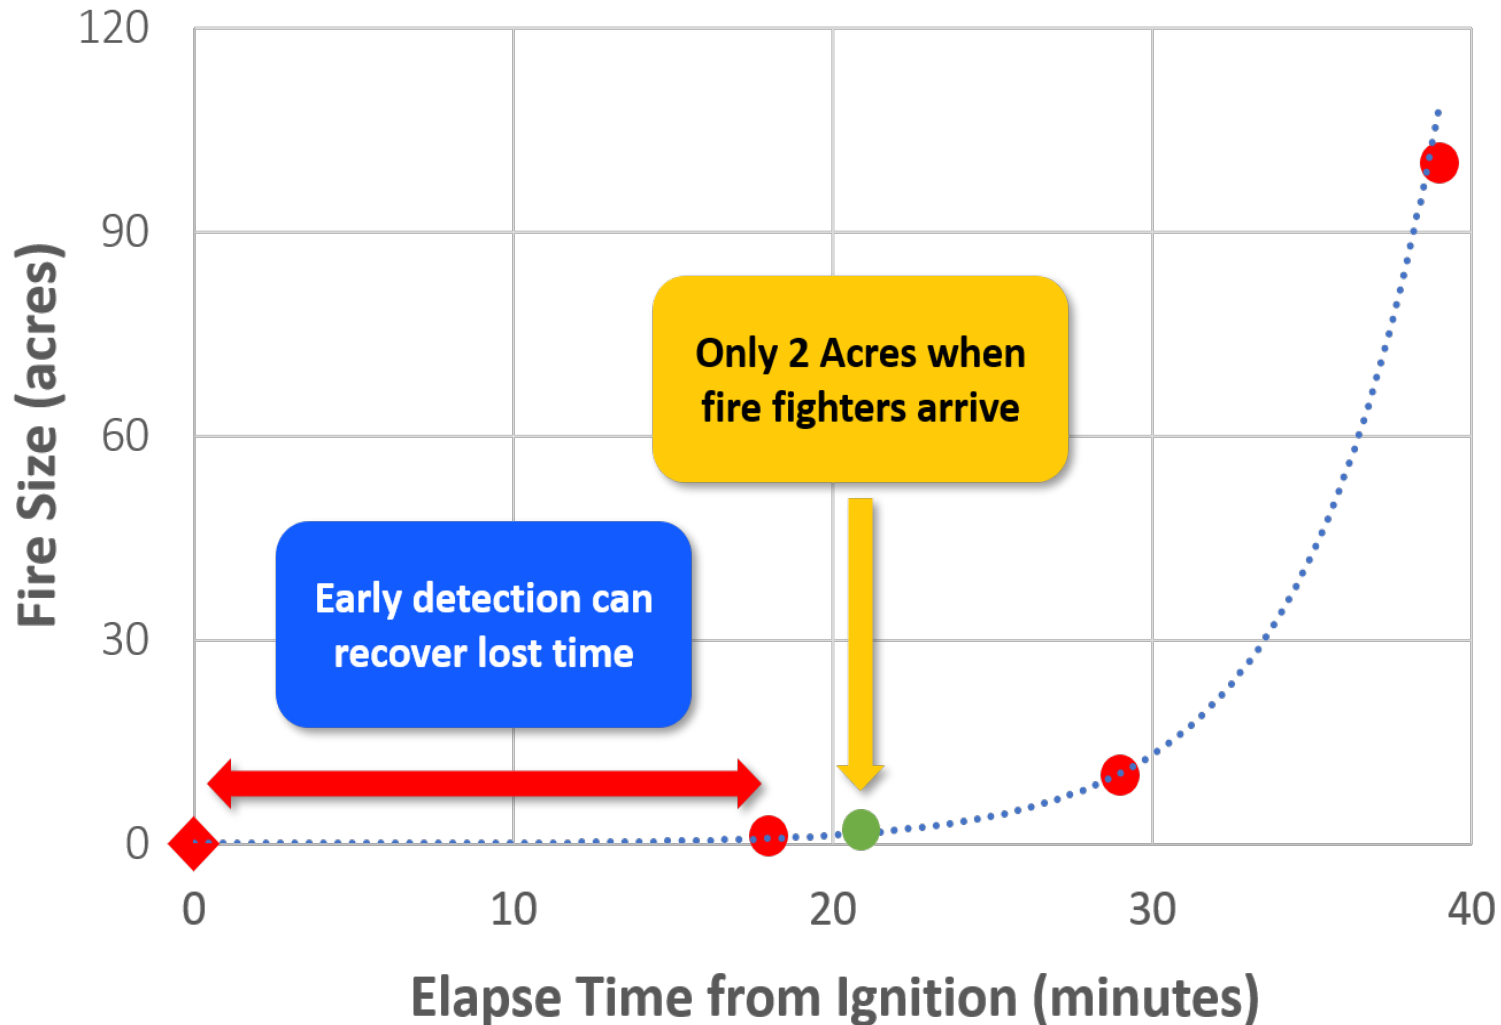 120
90
60
30
0
Fire Size (acres)
Only 2 Acres when
fire fighters arrive
Early detection can
recover lost time
0
10
20
30
40
Elapse Time from Ignition (minutes)